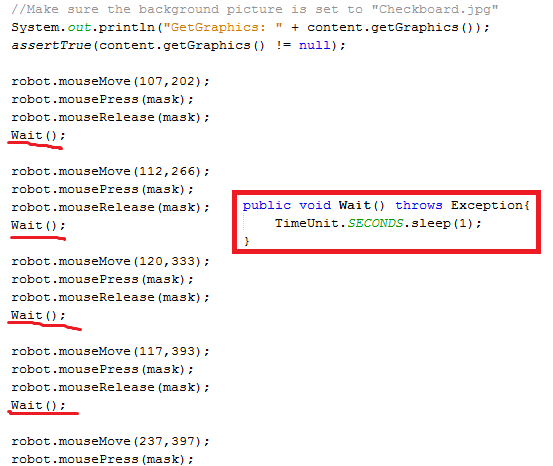 //Make sure the background picture is set to "Checkboard.jpg"
System.out.println("GetGraphics: " + content.getGraphics());
assertTrue(content.getGraphics() != null);
robot.mouseMove(107,202);
robot.mousePress(mask);
robot.mouseRelease(mask);
Wait();
robot.mouseMove(112,266);
robot.mousePress(mask);
robot.mouseRelease(mask);
Wait();
robot.mouseMove(120,333);
robot.mousePress(mask);
robot.mouseRelease(mask);
Wait();
robot.mouseMove(117,393);
robot.mousePress(mask);
robot.mouseRelease(mask);
Wait();
robot.mouseMove(237,397);
robot.mousePress(mask);
public void Wait() throws Exception{
TimeUnit.SECONDS.sleep(1);
}